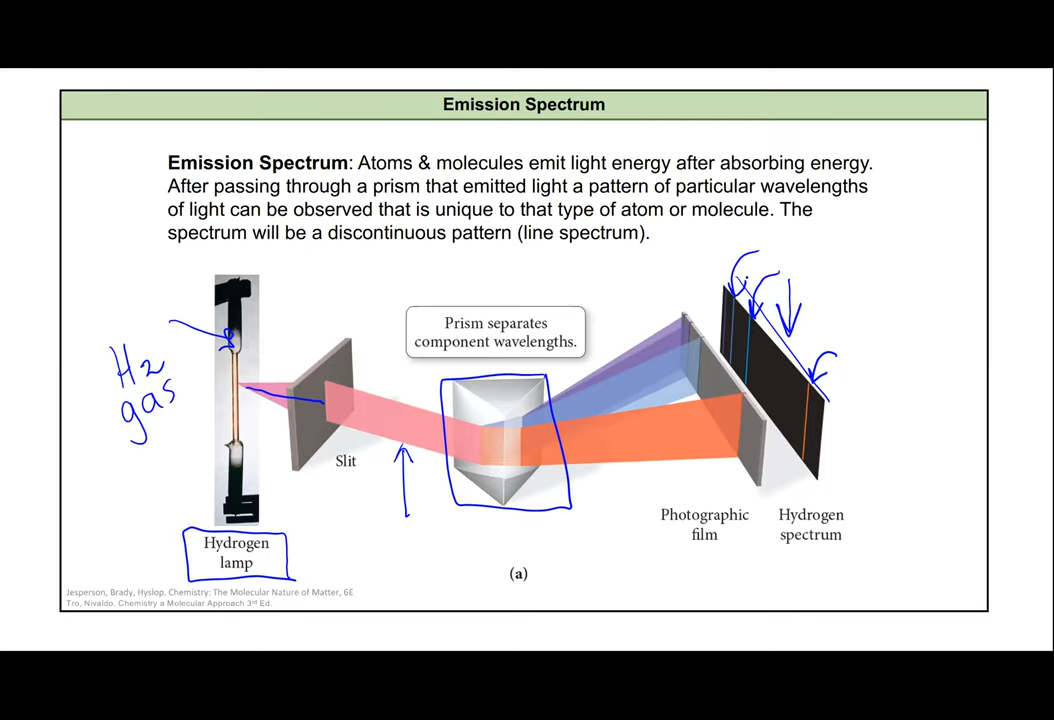 Emission Spectrum
Emission Spectrum: Atoms & molecules emit light energy after absorbing energy.
After passing through a prism that emitted light a pattern of particular wavelengths
of light can be observed that is unique to that type of atom or molecule. The
spectrum will be a discontinuous pattern (line spectrum).
Prism separates
component wavelengths.
H2
gas
Slit
Photographic
film
Hydrogen
spectrum
Hydrogen
lamp
(a)
Jesperson, Brady, Hyslop. Chemistry: The Molecular Nature of Matter, 6E
Tro, Nivaldo. Chemistry a Molecular Approach 3rd Ed.